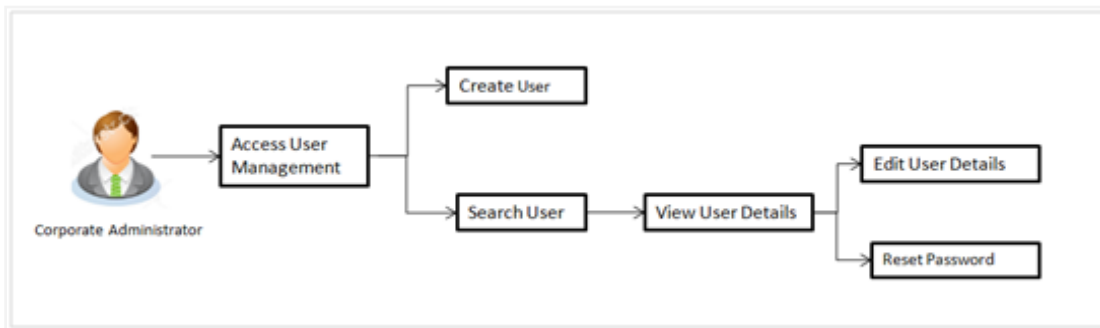 Create User
Access User
Management
Edit User Details
Search User
View User Details
Corporate Administrator
Reset Password